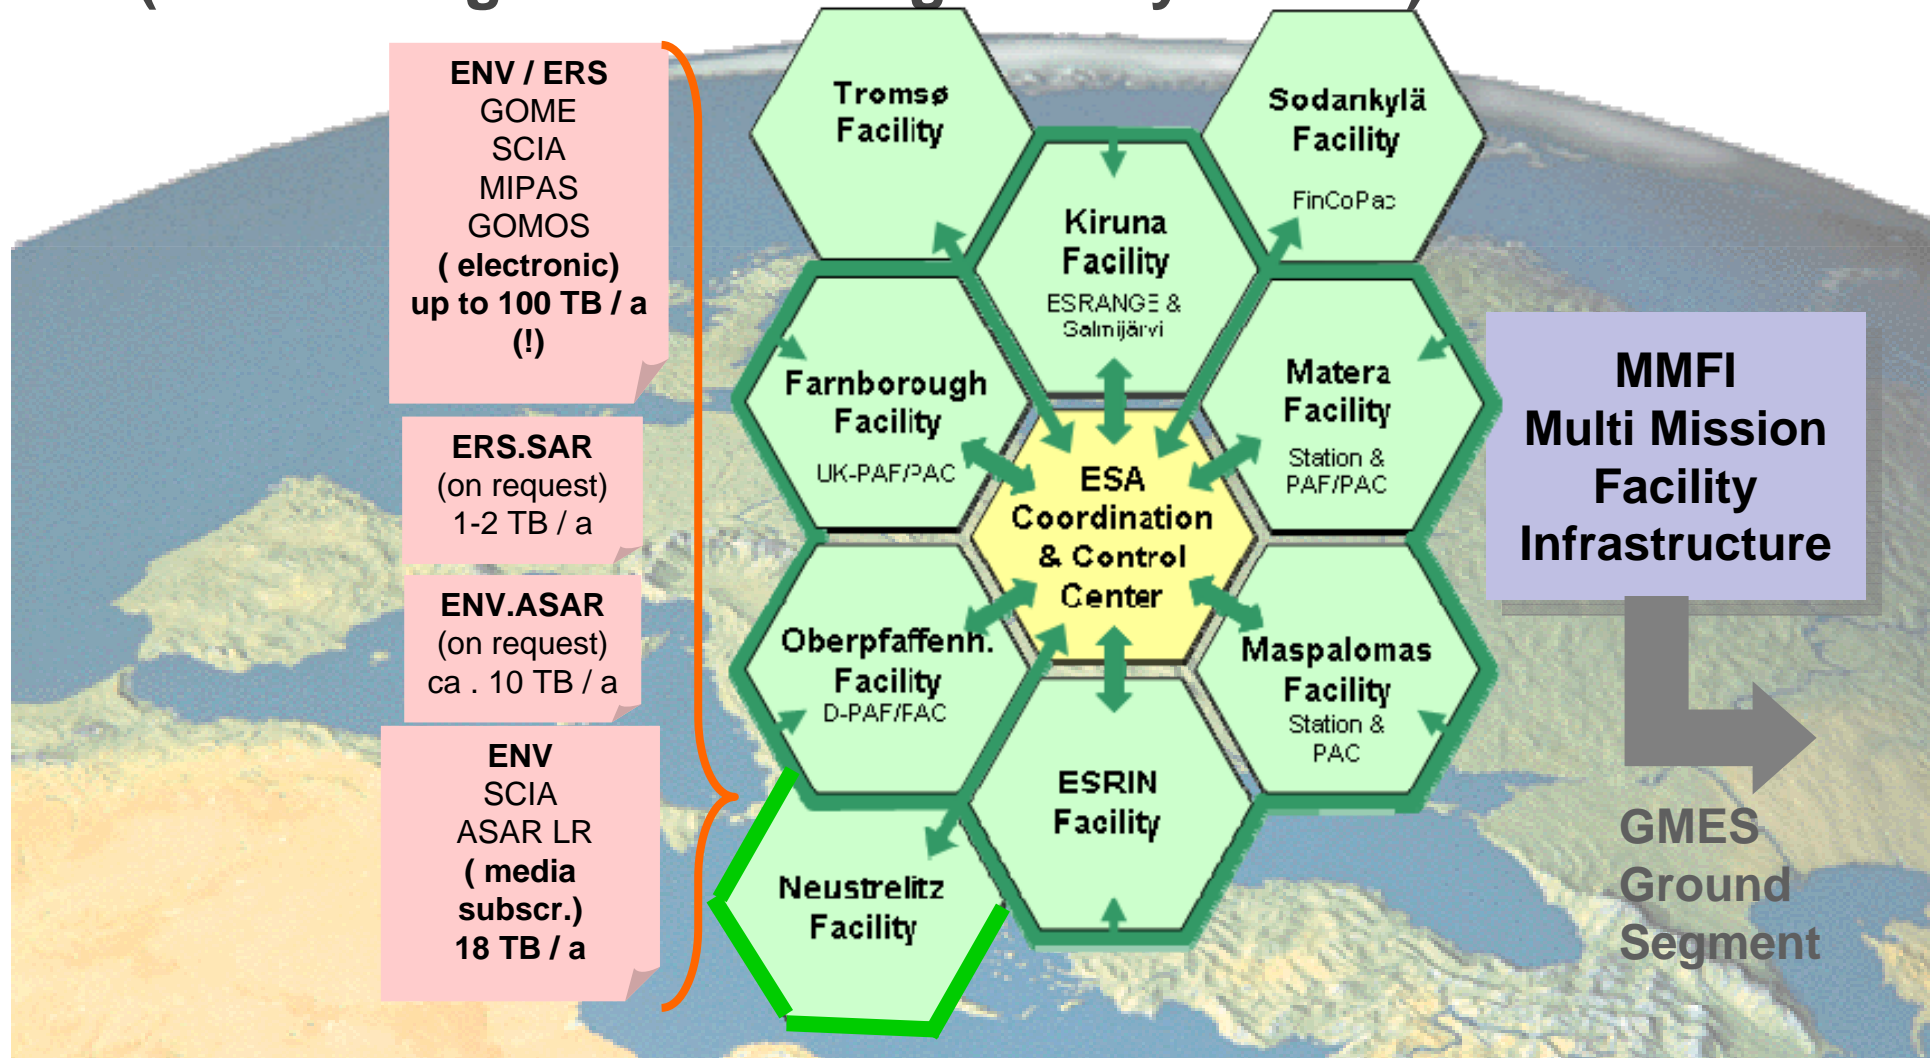 ENV / ERS
GOME
SCIA
MIPAS
GOMOS
( electronic)
up to 100 TB / a
(!)
ERS.SAR
(on request)
1-2 TB / a
ENV.ASAR
(on request)
ca . 10 TB / a
ENV
SCIA
ASAR LR
( media
subscr.)
18 TB / a
Tromsø
Facility
Sodankylä
Facility
FinCoPac
Kiruna
Facility
ESRANGE &
Salmijärvi
Farnborough
Facility
UK-PAF/PAC
Matera
Facility
Station &
PAF/PAC
ESA
Coordination
& Control
Center
Oberpfaffenh.
Facility
D-PAF/PAC
Maspalomas
Facility
Station &
PAC
ESRIN
Facility
Neustrelitz
Facility
MMFI
Multi Mission
Facility
Infrastructure
GMES
Ground
Segment